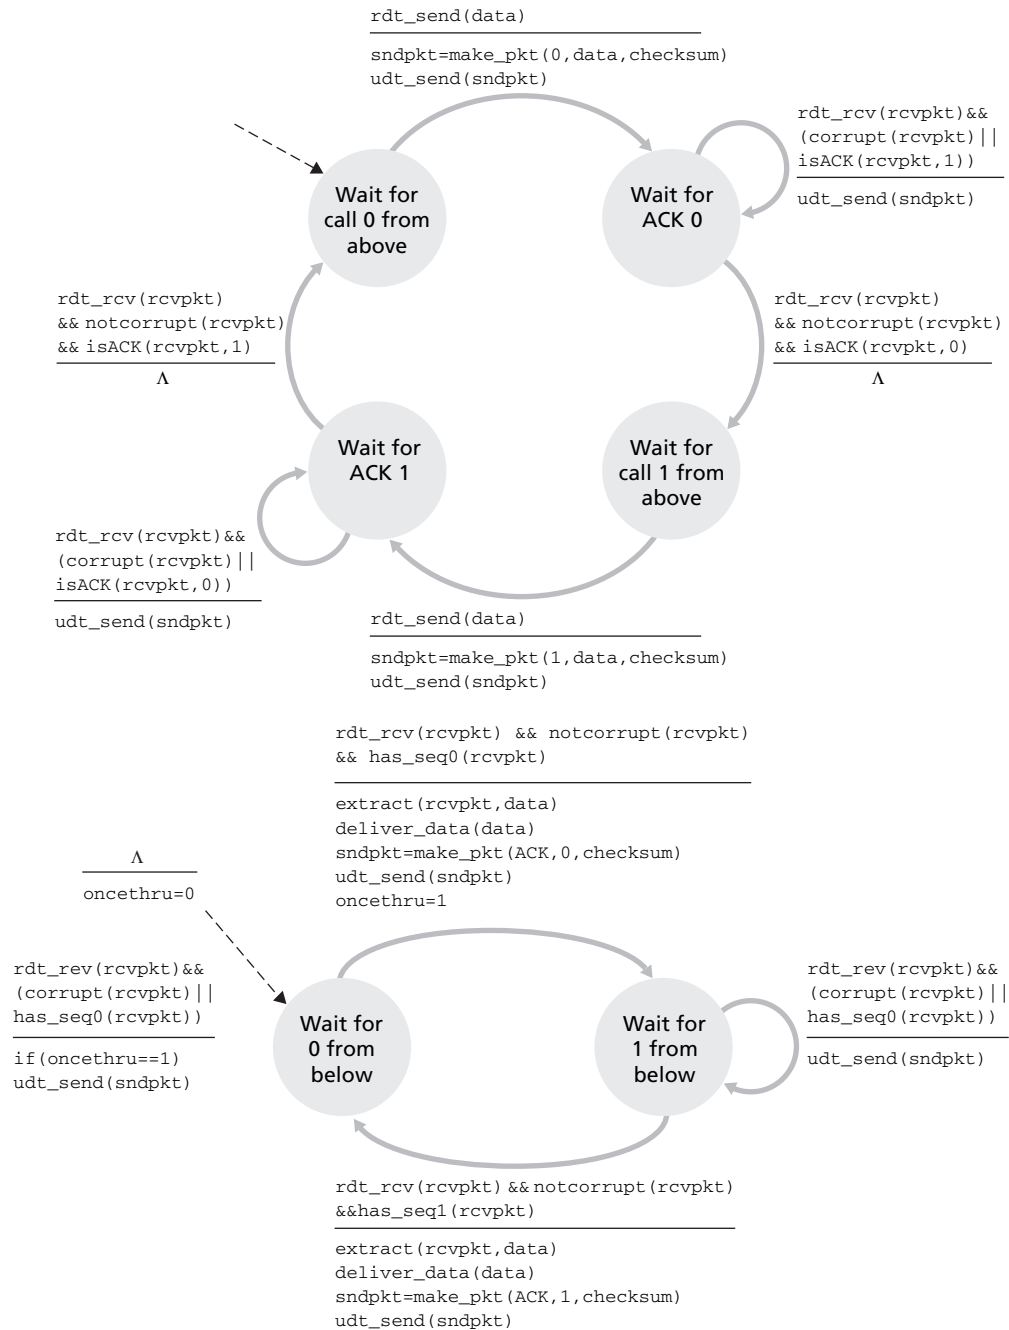 rdt_send(data)
sndpkt=make_pkt(0,data,checksum)
udt_send(sndpkt)
rdt_rcv(rcvpkt)&&
(corrupt(rcvpkt)||
isACK(rcvpkt,1))
udt_send(sndpkt)
Wait for
call 0 from
above
Wait for
ACK 0
rdt_rcv(rcvpkt)
&& notcorrupt(rcvpkt)
&& isACK(rcvpkt,1)
Λ
rdt_rcv(rcvpkt)
&& notcorrupt(rcvpkt)
&& isACK(rcvpkt,0)
Λ
Wait for
ACK 1
Wait for
call 1 from
above
rdt_rcv(rcvpkt)&&
(corrupt(rcvpkt)||
isACK(rcvpkt,0))
udt_send(sndpkt)
rdt_send(data)
sndpkt=make_pkt(1,data,checksum)
udt_send(sndpkt)
rdt_rcv(rcvpkt) && notcorrupt(rcvpkt)
&& has_seq0(rcvpkt)
extract(rcvpkt,data)
deliver_data(data)
sndpkt=make_pkt(ACK,0,checksum)
udt_send(sndpkt)
oncethru=1
Λ
oncethru=0
rdt_rev(rcvpkt)&&
(corrupt(rcvpkt)||
has_seq0(rcvpkt))
if(oncethru==1)
udt_send(sndpkt)
Wait for
0 from
below
Wait for
1 from
below
rdt_rev(rcvpkt)&&
(corrupt(rcvpkt)||
has_seq0(rcvpkt))
udt_send(sndpkt)
rdt_rcv(rcvpkt)&&notcorrupt(rcvpkt)
&&has_seq1(rcvpkt)
extract(rcvpkt,data)
deliver_data(data)
sndpkt=make_pkt(ACK,1,checksum)
udt_send(sndpkt)